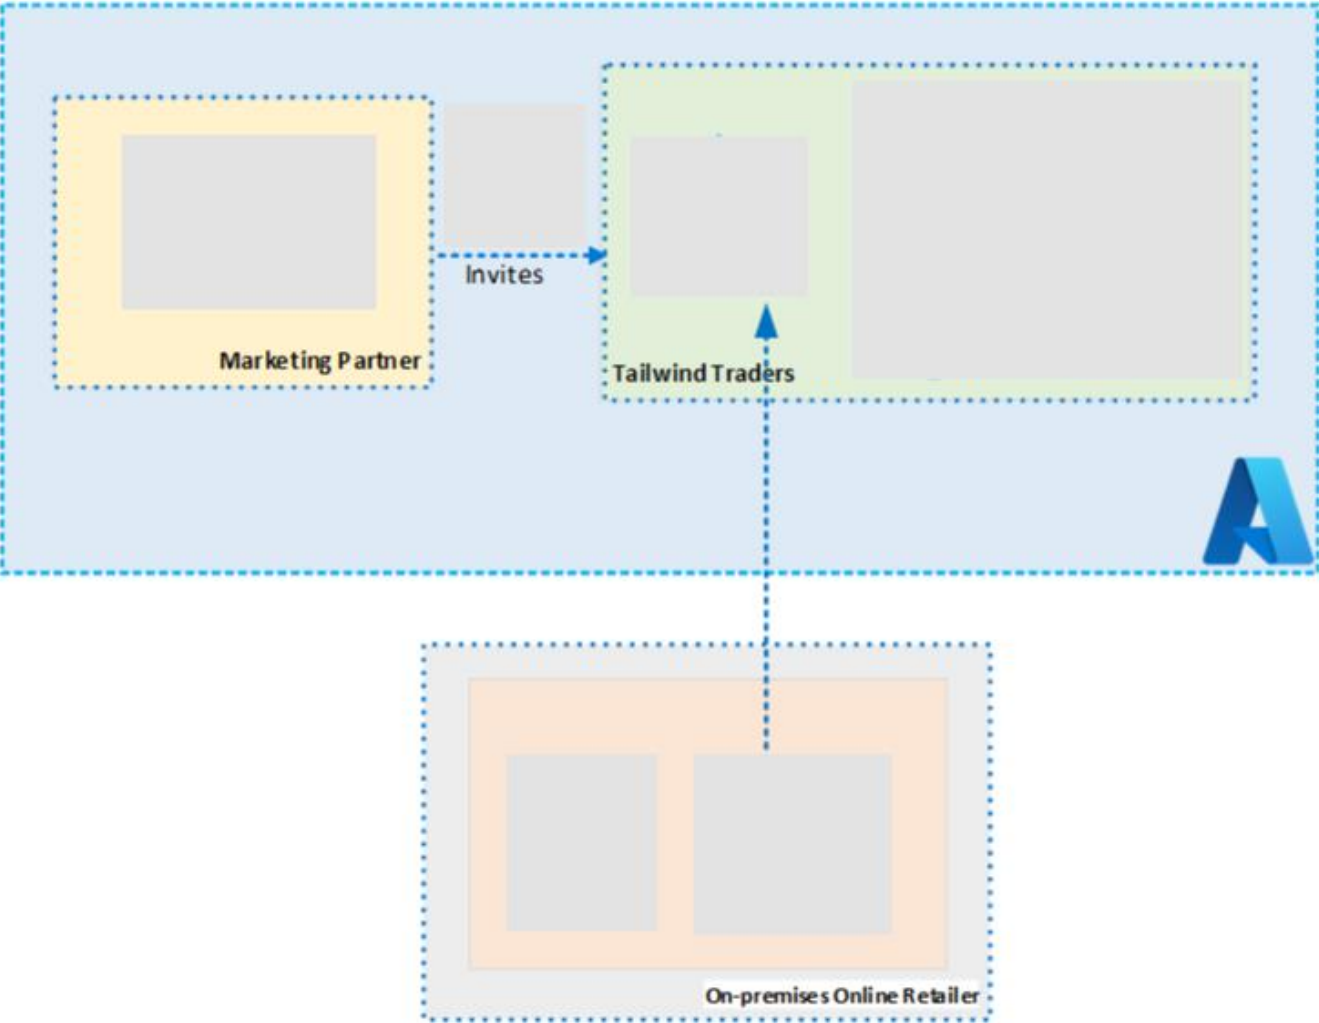 Invites
Marketing Partner
Tailwind Traders
On-premises Online Retailer